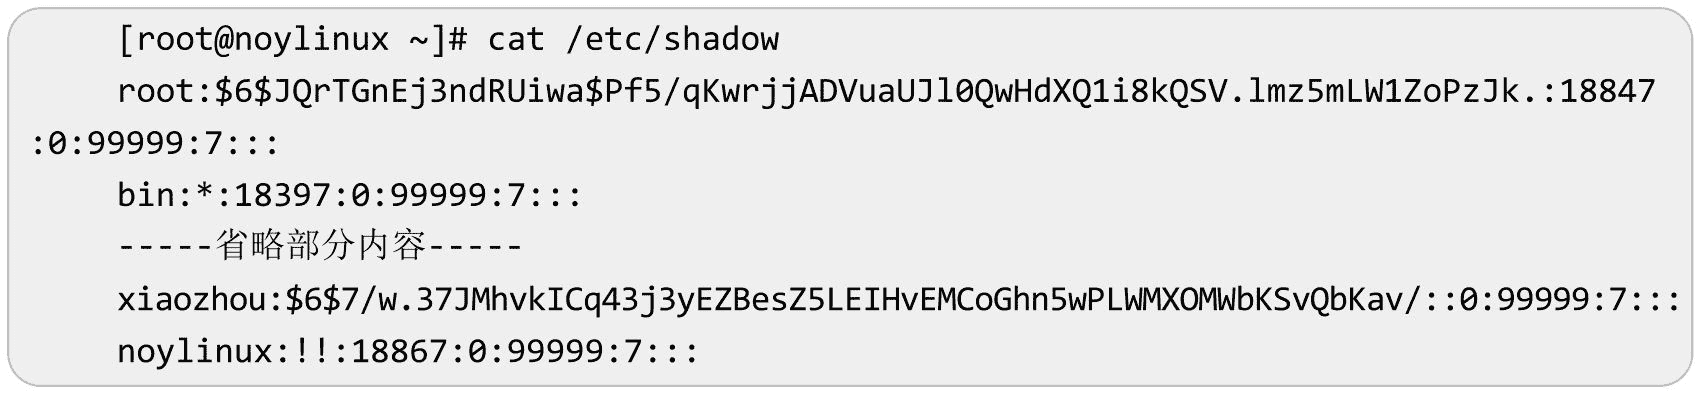 [root@noylinux ~]# cat /etc/shadow
root:$6$JQrTGnEj3ndRUiwa$Pf5/qKwrjjADVuaUJl0QwHdXQ1i8kQSV.lmz5mLW1ZoPzJk.:18847
:0:99999:7:::
bin:*:18397:0:99999:7:::
-----省略部分内容-----
xiaozhou:$6$7/w.37JMhvkICq43j3yEZBesZ5LEIHvEMCoGhn5wPLWMXOMWbKSvQbKav/::0:99999:7:::
noylinux:!!:18867:0:99999:7:::